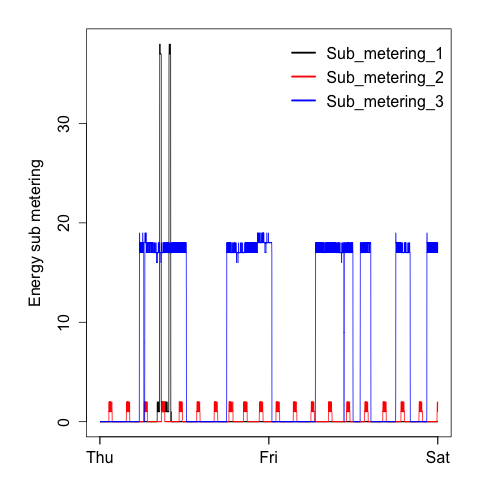 Sub_metering_1
Sub_metering_2
Sub_metering_3
Energy sub metering
30
20
10
0
Thu Fri Sat